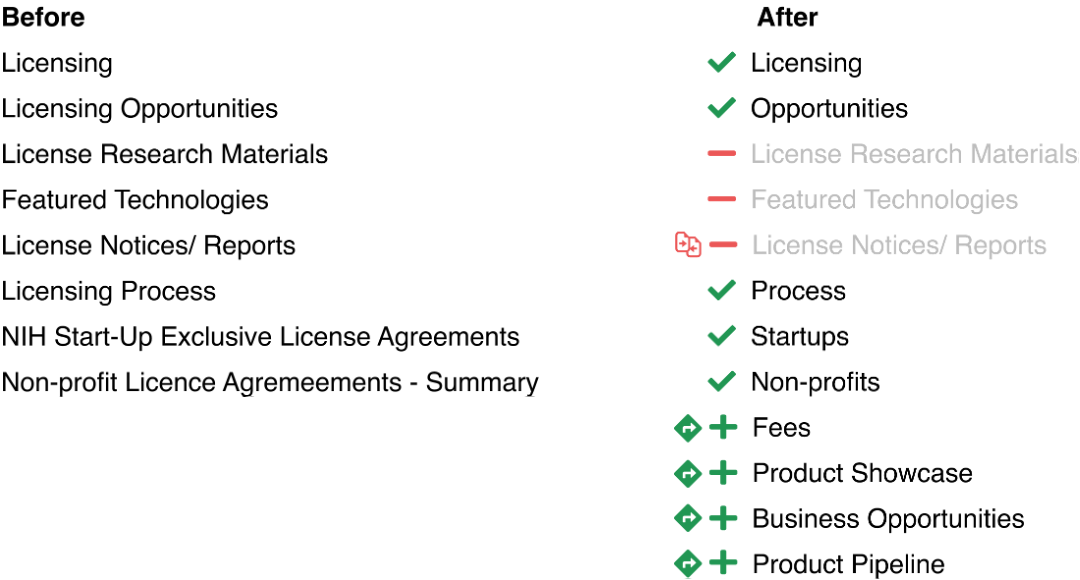 Before After
Licensing Licensing
Licensing Opportunities Opportunities
License Research Materials License Research Materials
Featured Technologies Featured Technologies
License Notices/ Reports License Notices/ Reports
Licensing Process Process
NIH Start-Up Exclusive License Agreements Startups
Non-profit Licence Agremeements - Summary Non-profits
Fees
Product Showcase
Business Opportunities
Product Pipeline